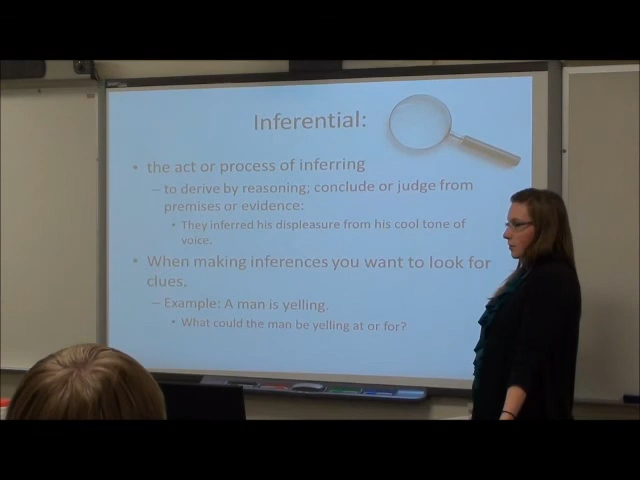 Inferential:
• the act or process of inferring
– to derive by reasoning; conclude or judge from
premises or evidence:
• They inferred his displeasure from his cool tone of
voice.
• When making inferences you want to look for
clues.
– Example: A man is yelling.
• What could the man be yelling at or for?